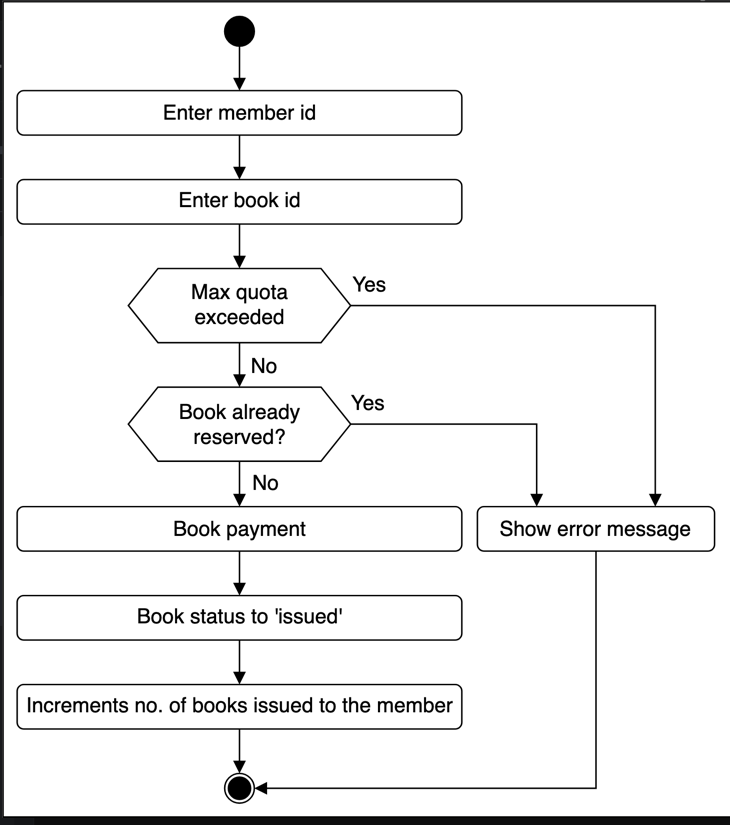 Enter member id
Enter book id
Max quota
exceeded
Yes
No
Book already
reserved?
Yes
No
Book payment
Show error message
Book status to 'issued'
Increments no. of books issued to the member